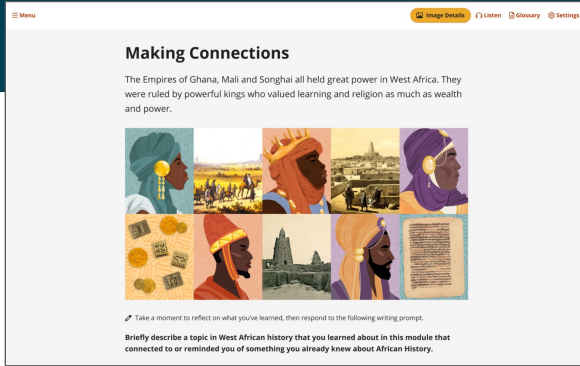 Menu
Image Details
Listen
Glossary
Settings
Making Connections
The Empires of Ghana, Mali and Songhai all held great power in West Africa. They
were ruled by powerful kings who valued learning and religion as much as wealth
and power.
Take a moment to reflect on what you've learned, then respond to the following writing prompt.
Briefly describe a topic in West African history that you learned about in this module that
connected to or reminded you of something you already knew about African History.